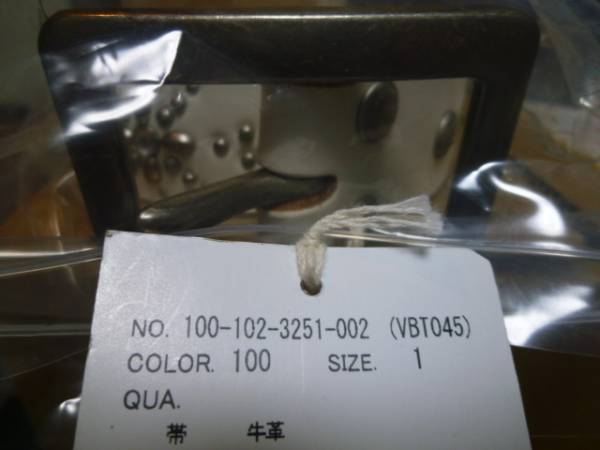 NO. 100-102-3251-002 (VBT045)
COLOR. 100 SIZE. 1
QUA.
帯 牛革